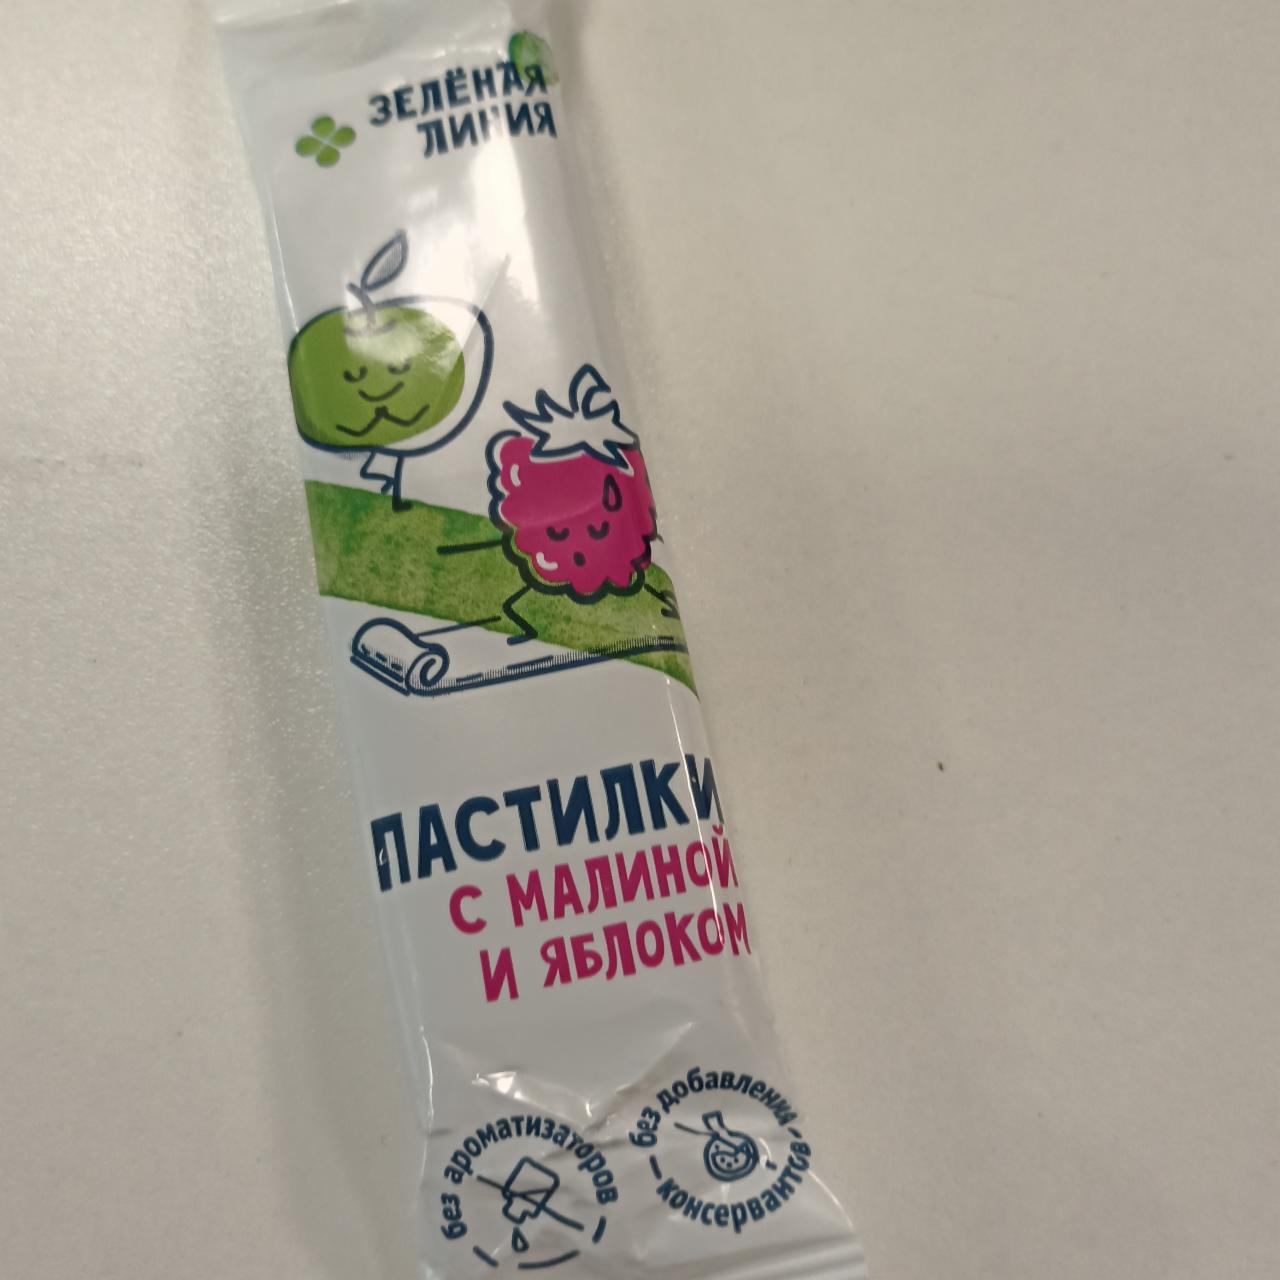 ЗЕЛЁНАЯ
ЛИНИЯ
ПАСТИЛКИ
С МАЛИНОЙ
И ЯБЛОКОМ
без ароматизаторов
без добавления
консервантов